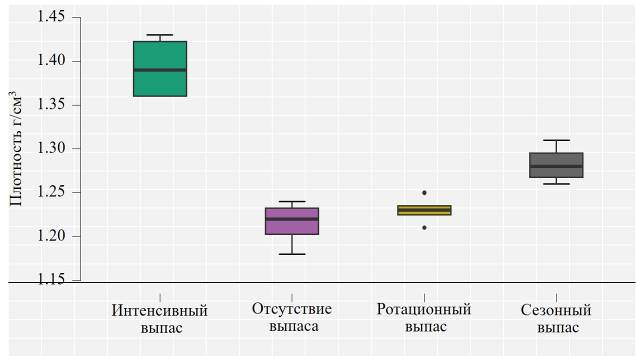 1.45
1.40
1.35
1.30
1.25
1.20
1.15
Плотность г/см³
Интенсивный
выпас
Отсутствие
выпаса
Ротационный
выпас
Сезонный
выпас